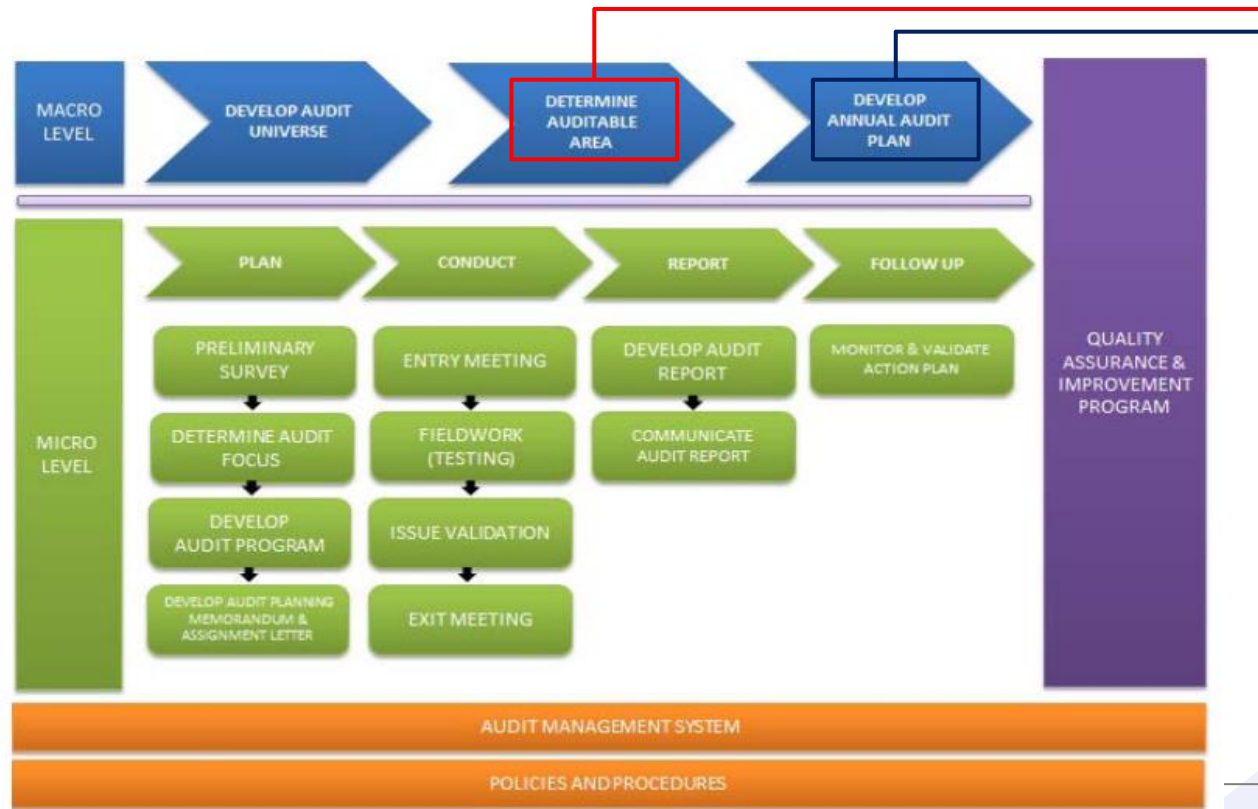 MACRO
LEVEL
DEVELOP AUDIT
UNIVERSE
DETERMINE
AUDITABLE
AREA
DEVELOP
ANNUAL AUDIT
PLAN
MICRO
LEVEL
PLAN
CONDUCT
REPORT
FOLLOW UP
PRELIMINARY
SURVEY
DETERMINE AUDIT
FOCUS
DEVELOP
AUDIT PROGRAM
DEVELOP AUDIT PLANNING
MEMORANDUM &
ASSIGNMENT LETTER
ENTRY MEETING
FIELDWORK
(TESTING)
ISSUE VALIDATION
EXIT MEETING
DEVELOP AUDIT
REPORT
COMMUNICATE
AUDIT REPORT
MONITOR & VALIDATE
ACTION PLAN
QUALITY
ASSURANCE &
IMPROVEMENT
PROGRAM
AUDIT MANAGEMENT SYSTEM
POLICIES AND PROCEDURES